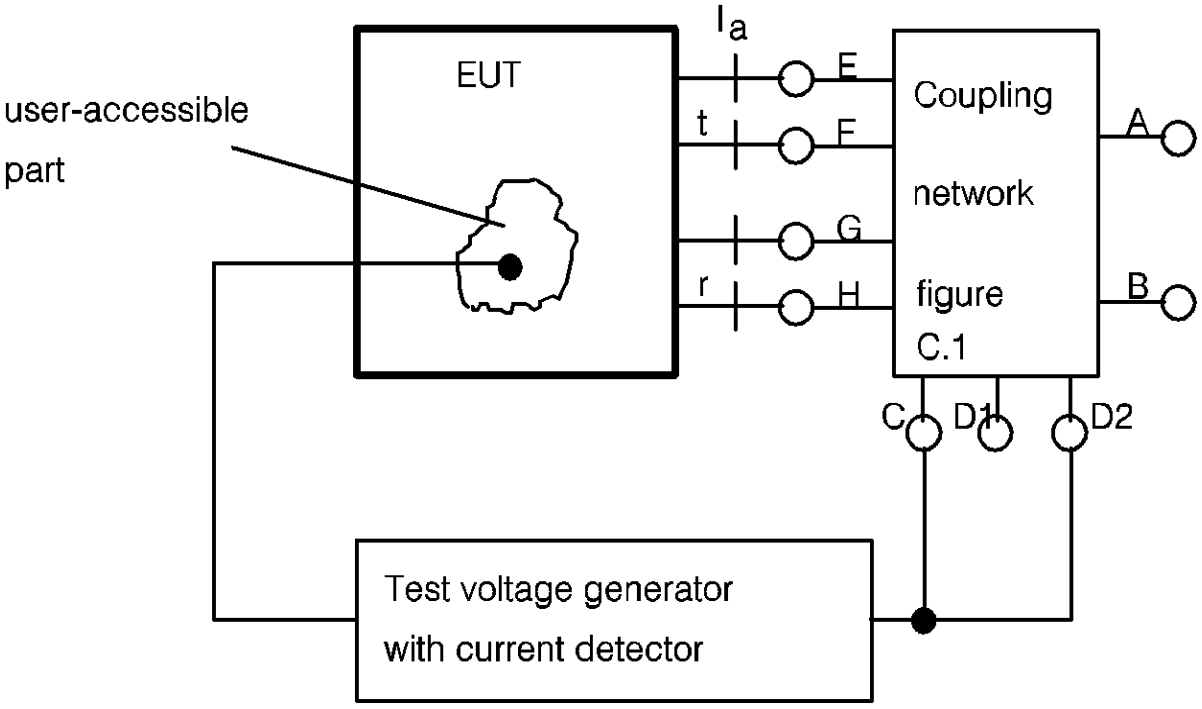 I a
EUT
E
user-accessible
Coupling
t
F
A
part
network
G
r
H
figure
B
C.1
C
D1
D2
Test voltage generator
with current detector